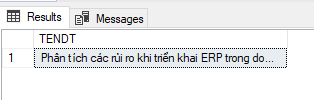 Results Messages
TENDT
1 Phân tích các rủi ro khi triển khai ERP trong do...